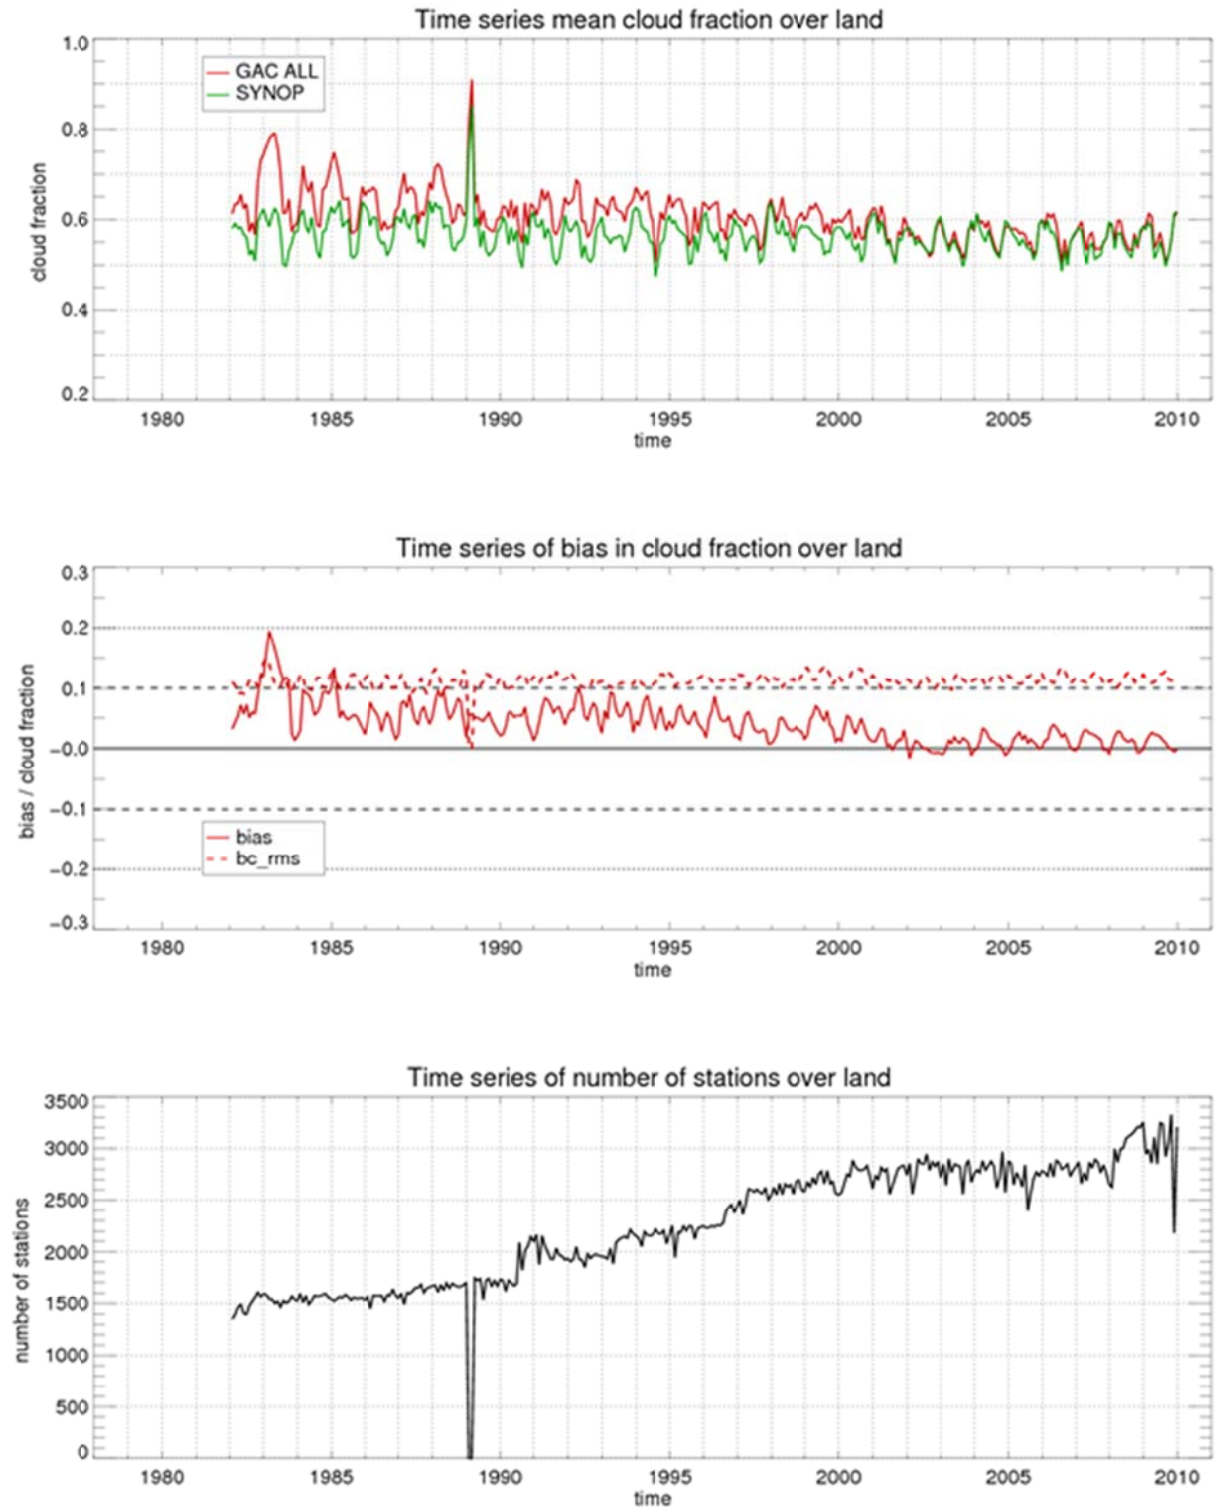 Time series mean cloud fraction over land
1.0
0.8
0.6
0.4
0.2
cloud fraction
GAC ALL
SYNOP
1980 1985 1990 1995 2000 2005 2010
time
Time series of bias in cloud fraction over land
0.3
0.2
0.1
−0.0
−0.1
−0.2
−0.3
bias / cloud fraction
bias
bc_rms
1980 1985 1990 1995 2000 2005 2010
time
Time series of number of stations over land
3500
3000
2500
2000
1500
1000
500
0
number of stations
1980 1985 1990 1995 2000 2005 2010
time